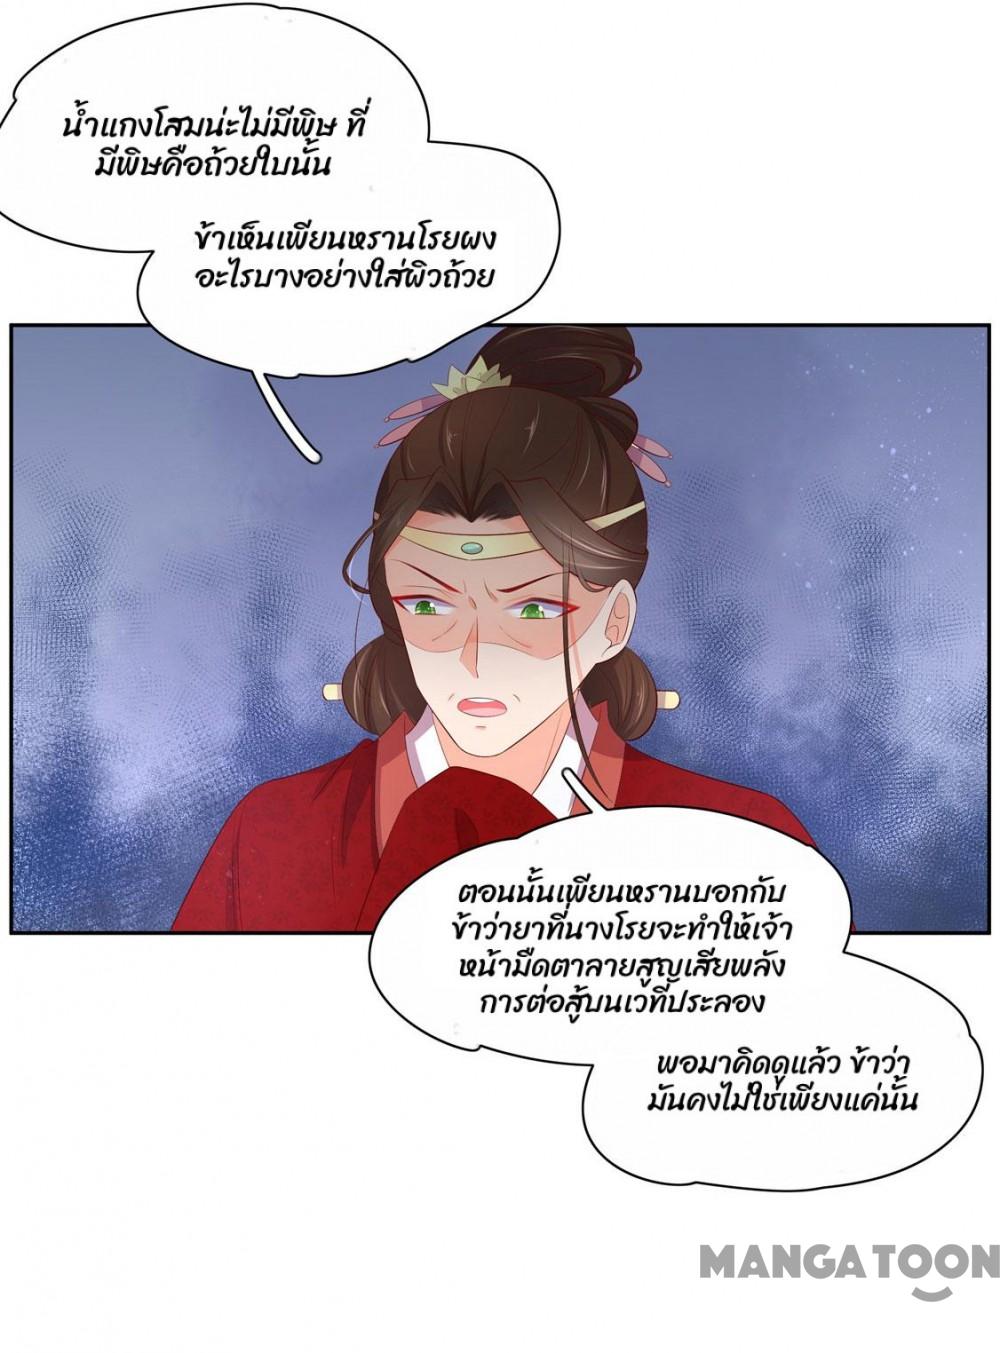 น้ำแกงโสมน่ะไม่มีพิษ ที่
มีพิษคือถ้วยใบนั้น
ข้าเห็นเพียนหรานโรยผง
อะไรบางอย่างใส่ผิวถ้วย
ตอนนั้นเพียนหรานบอกกับ
ข้าว่ายาที่นางโรยจะทำให้เจ้า
หน้ามืดตาลายสูญเสียพลัง
การต่อสู้บนเวทีประลอง
พอมาคิดดูแล้ว ข้าว่า
มันคงไม่ใช่เพียงแค่นั้น
MANGATOON